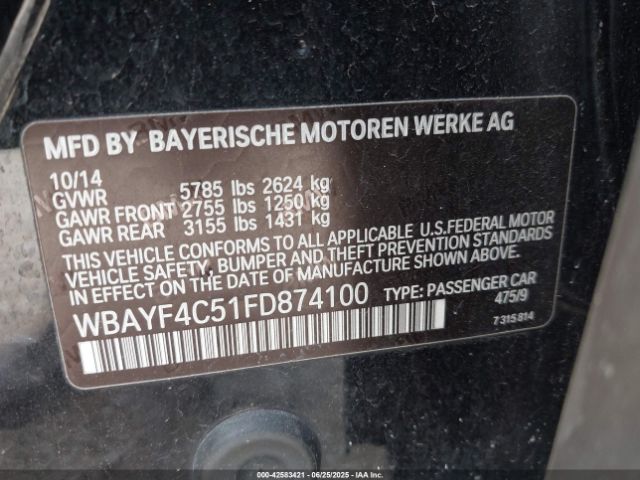 MFD BY BAYERISCHE MOTOREN WERKE AG
10/14
GVWR 5785 lbs 2624 kg
GAWR FRONT 2755 lbs 1250 kg
GAWR REAR 3155 lbs 1431 kg
THIS VEHICLE CONFORMS TO ALL APPLICABLE U.S.FEDERAL MOTOR
VEHICLE SAFETY, BUMPER AND THEFT PREVENTION STANDARDS
IN EFFECT ON THE DATE OF MANUFACTURE SHOWN ABOVE.
WBAYF4C51FD874100 TYPE: PASSENGER CAR
475/9
7 315 814
000-42583421 - 06/25/2025 - COPART